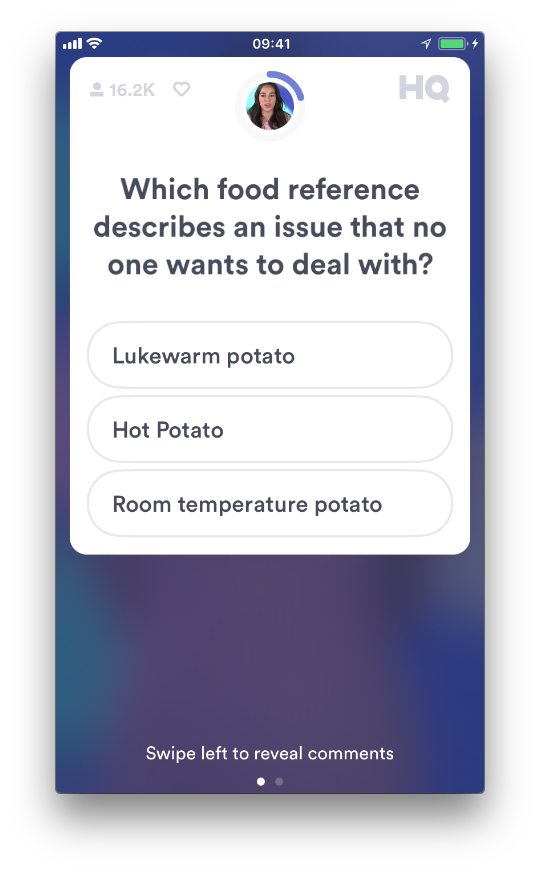 09:41
16.2K
HQ
Which food reference
describes an issue that no
one wants to deal with?
Lukewarm potato
Hot Potato
Room temperature potato
Swipe left to reveal comments